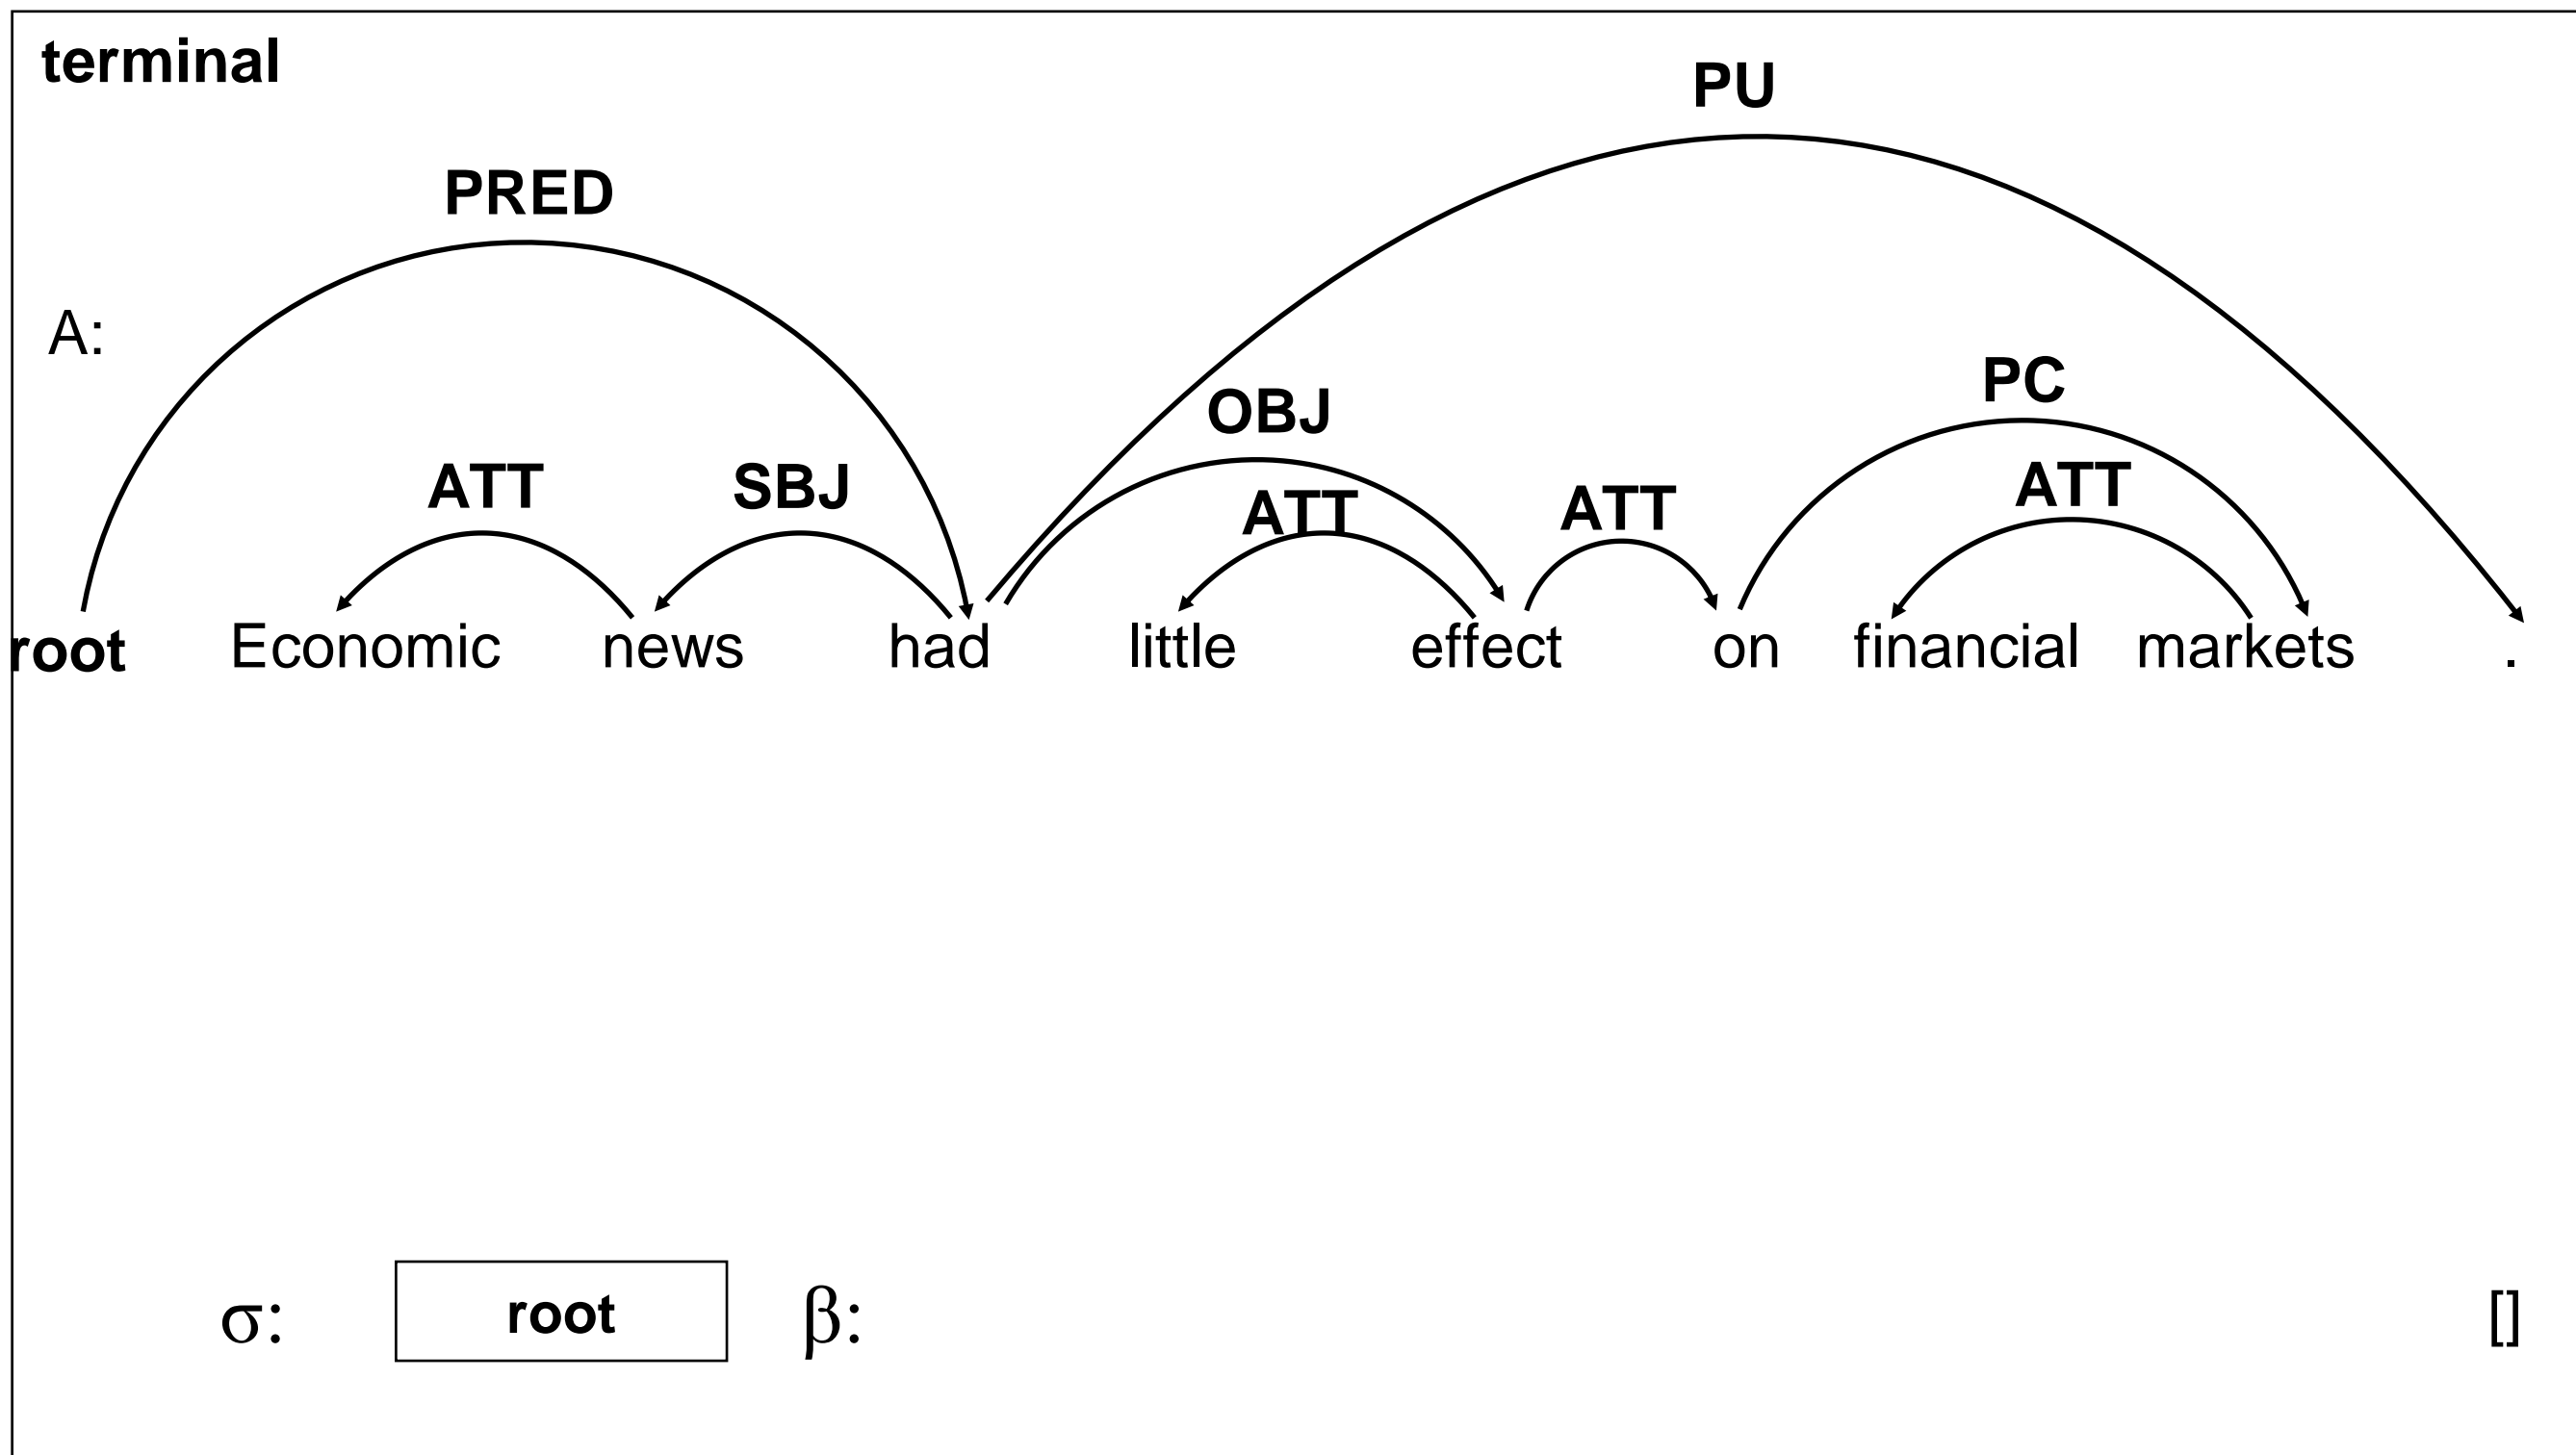 terminal
PU
PRED
A:
PC
OBJ
ATT SBJ ATT ATT ATT
root Economic news had little effect on financial markets .
σ: root β: []